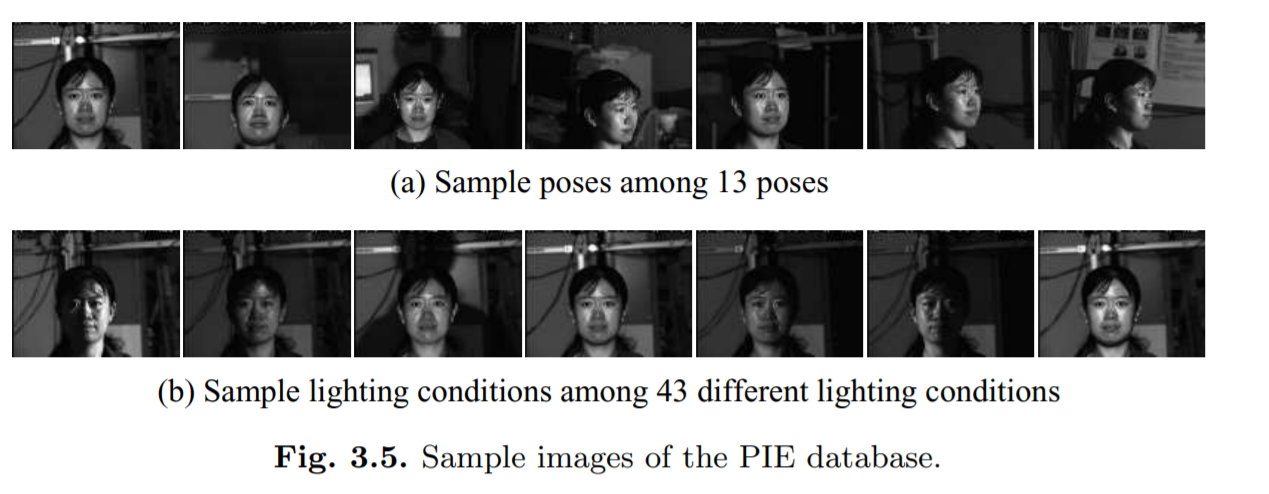 (a) Sample poses among 13 poses
(b) Sample lighting conditions among 43 different lighting conditions
Fig. 3.5. Sample images of the PIE database.